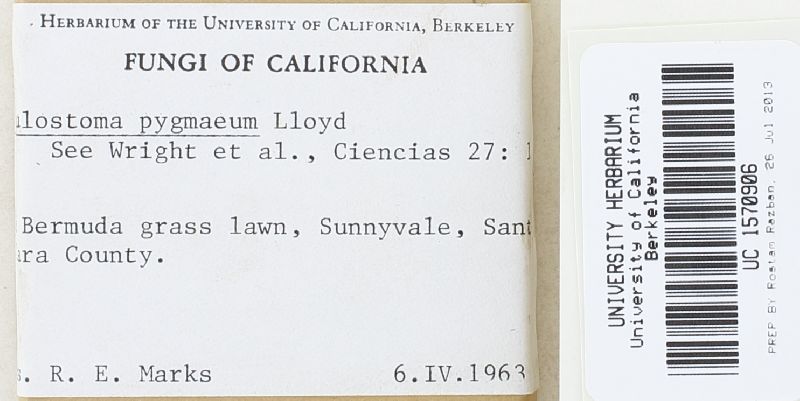 HERBARIUM OF THE UNIVERSITY OF CALIFORNIA, BERKELEY
FUNGI OF CALIFORNIA
ulostoma pygmaeum Lloyd
See Wright et al., Ciencias 27: 1
Bermuda grass lawn, Sunnyvale, Sant
ara County.
s. R. E. Marks 6.IV.1963
UNIVERSITY HERBARIUM
University of California
Berkeley
UC 1570906
PREP BY Rostam Razban, 26 Jul 2013